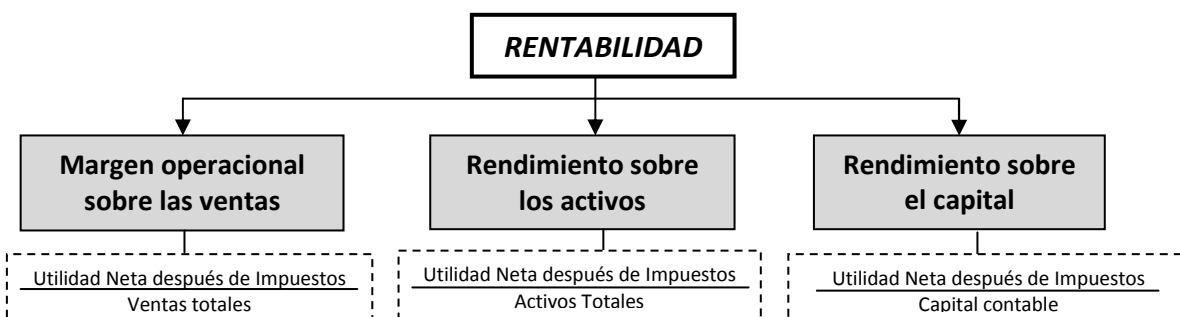 RENTABILIDAD
Margen operacional
sobre las ventas
Rendimiento sobre
los activos
Rendimiento sobre
el capital
Utilidad Neta después de Impuestos
Ventas totales
Utilidad Neta después de Impuestos
Activos Totales
Utilidad Neta después de Impuestos
Capital contable